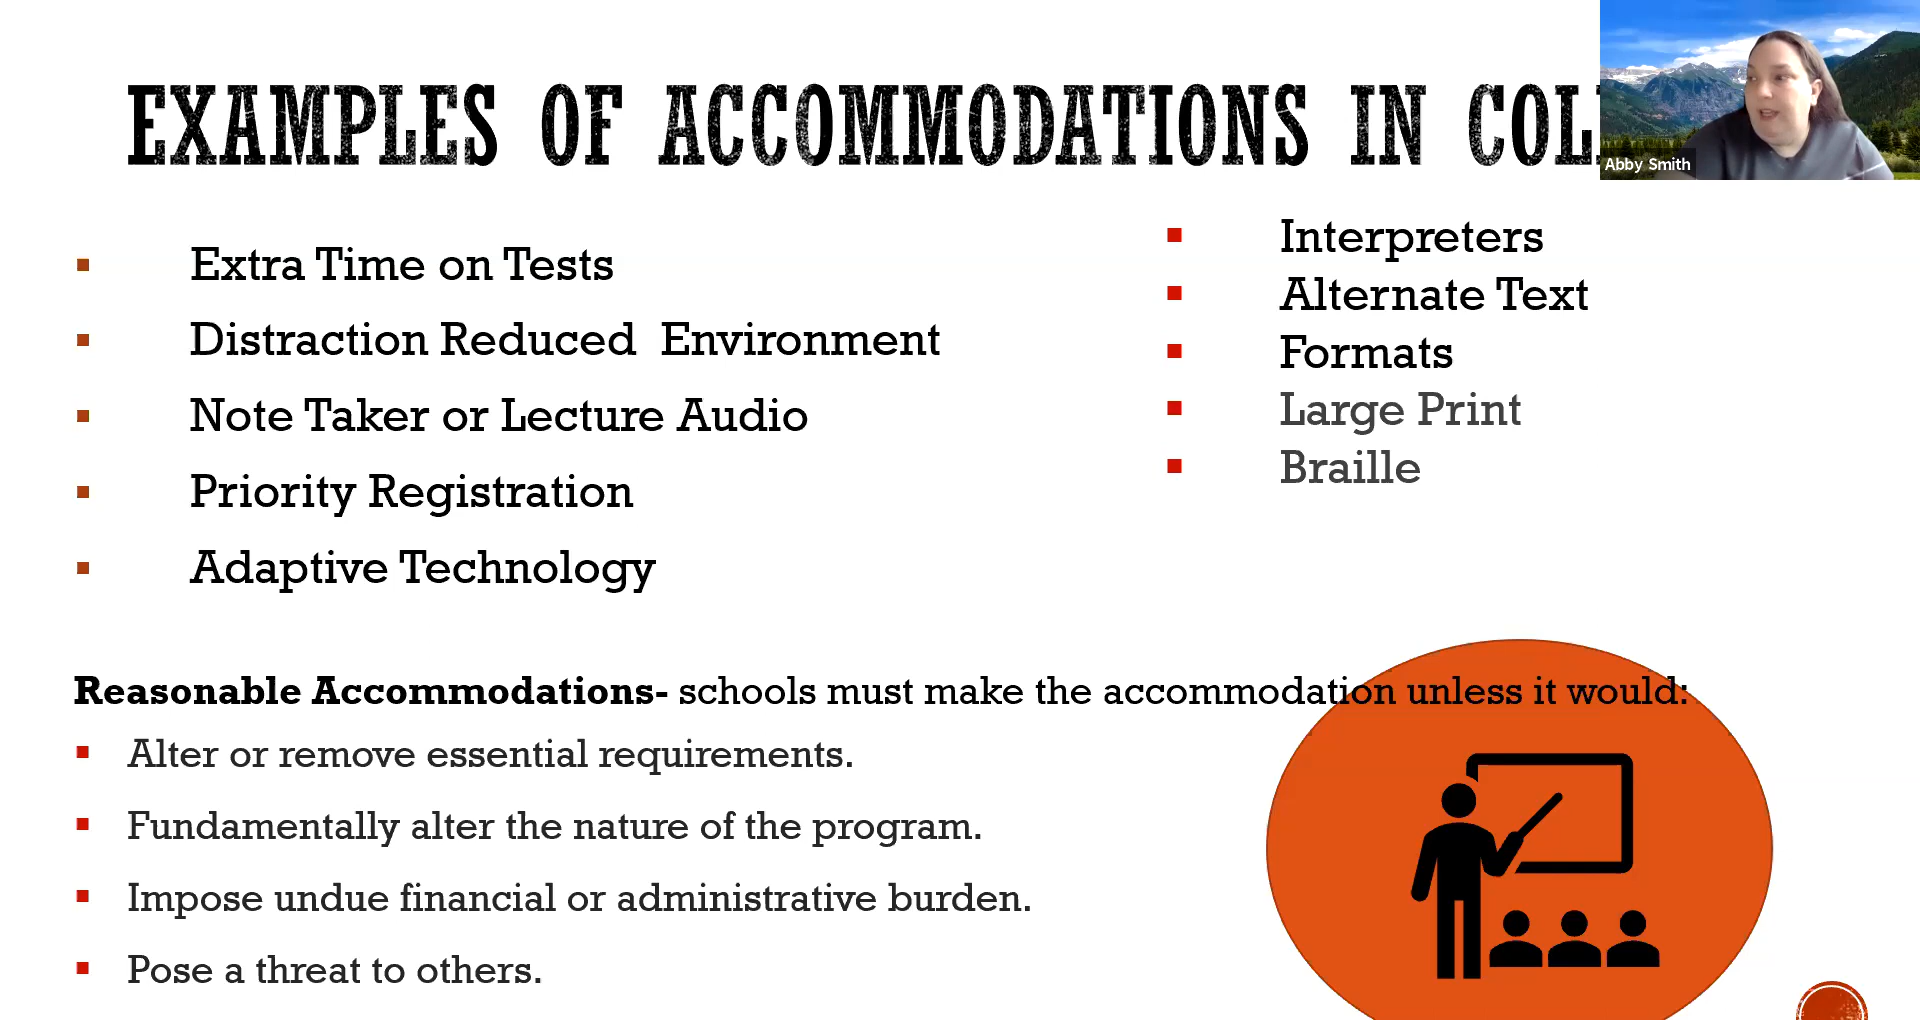 EXAMPLES OF ACCOMMODATIONS IN COL
Abby Smith
Extra Time on Tests
Distraction Reduced  Environment
Note Taker or Lecture Audio
Priority Registration
Adaptive Technology
Interpreters
Alternate Text
Formats
Large Print
Braille
Reasonable Accommodations- schools must make the accommodation unless it would:
Alter or remove essential requirements.
Fundamentally alter the nature of the program.
Impose undue financial or administrative burden.
Pose a threat to others.